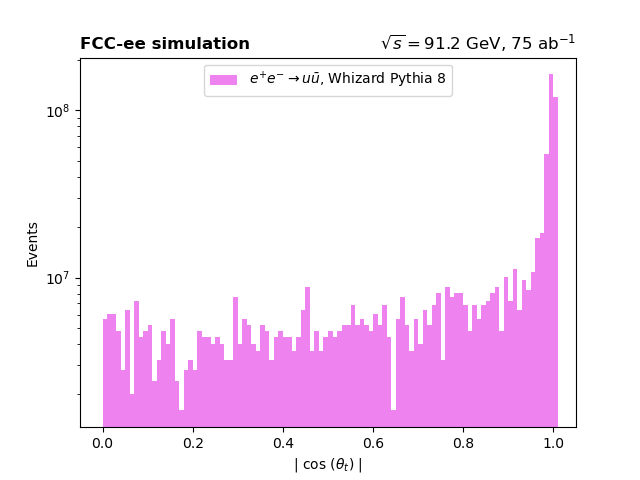 FCC-ee simulation √s = 91.2 GeV, 75 ab⁻¹
e⁺e⁻ → uū, Whizard Pythia 8
10⁸
10⁷
Events
0.0 0.2 0.4 0.6 0.8 1.0
| cos (θₜ) |